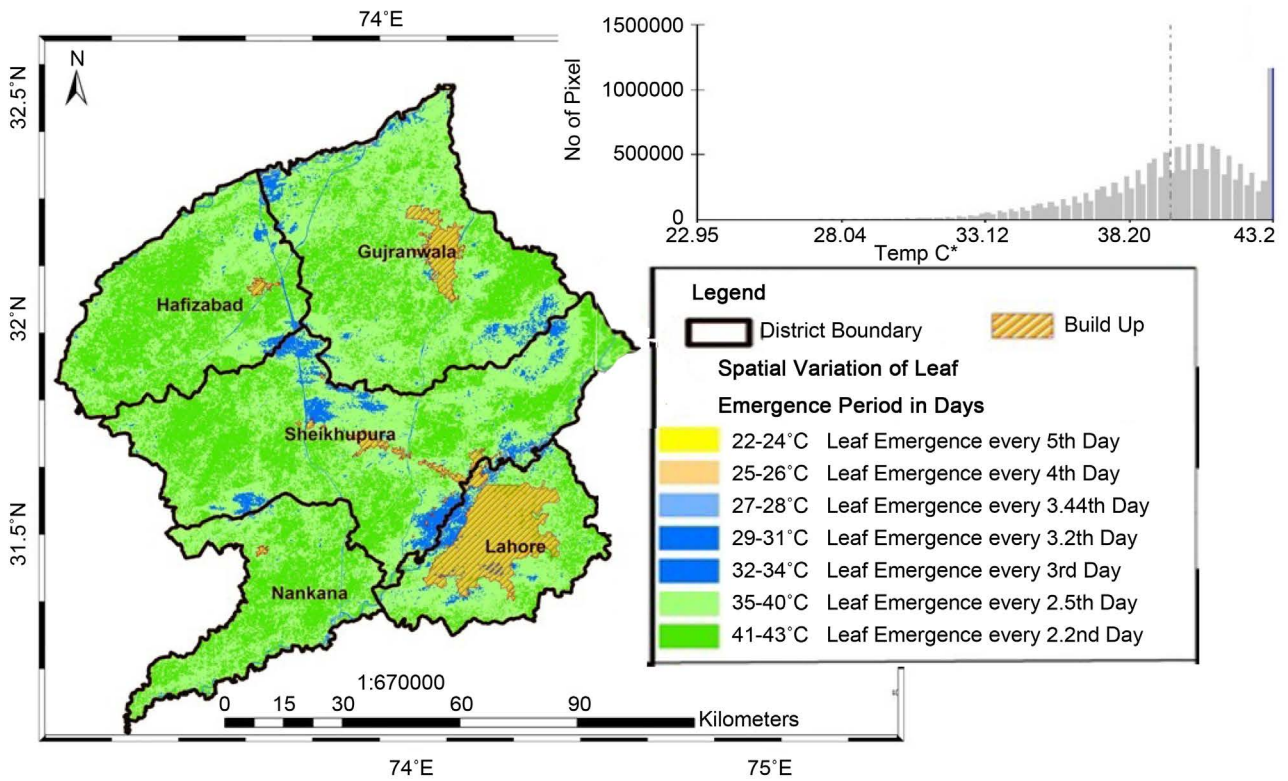 74˚E
N
32.5˚N
32˚N
31.5˚N
Gujranwala
Hafizabad
Sheikhupura
Lahore
Nankana
1:670000
0 15 30 60 90
Kilometers
74˚E 75˚E
No of Pixel
1500000
1000000
500000
0
22.95 28.04 33.12 38.20 43.2
Temp C*
Legend
District Boundary
Build Up
Spatial Variation of Leaf
Emergence Period in Days
22-24˚C Leaf Emergence every 5th Day
25-26˚C Leaf Emergence every 4th Day
27-28˚C Leaf Emergence every 3.44th Day
29-31˚C Leaf Emergence every 3.2th Day
32-34˚C Leaf Emergence every 3rd Day
35-40˚C Leaf Emergence every 2.5th Day
41-43˚C Leaf Emergence every 2.2nd Day